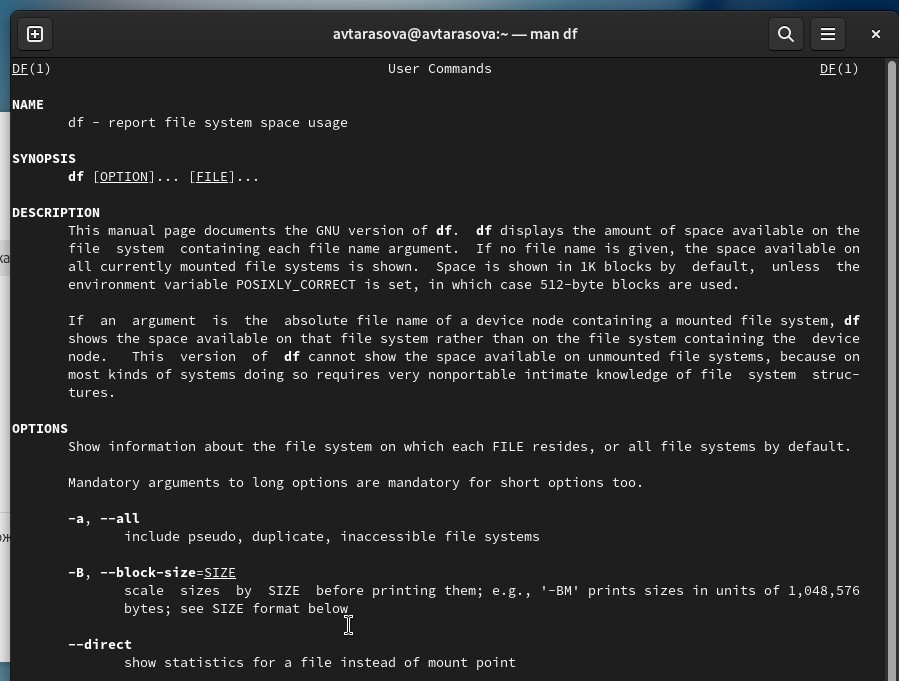 avtarasova@avtarasova:~ — man df
DF(1) User Commands DF(1)
NAME
df - report file system space usage
SYNOPSIS
df [OPTION]... [FILE]...
DESCRIPTION
This manual page documents the GNU version of df. df displays the amount of space available on the
file system containing each file name argument. If no file name is given, the space available on
all currently mounted file systems is shown. Space is shown in 1K blocks by default, unless the
environment variable POSIXLY_CORRECT is set, in which case 512-byte blocks are used.
If an argument is the absolute file name of a device node containing a mounted file system, df
shows the space available on that file system rather than on the file system containing the device
node. This version of df cannot show the space available on unmounted file systems, because on
most kinds of systems doing so requires very nonportable intimate knowledge of file system struc-
tures.
OPTIONS
Show information about the file system on which each FILE resides, or all file systems by default.
Mandatory arguments to long options are mandatory for short options too.
-a, --all
include pseudo, duplicate, inaccessible file systems
-B, --block-size=SIZE
scale sizes by SIZE before printing them; e.g., '-BM' prints sizes in units of 1,048,576
bytes; see SIZE format below
--direct
show statistics for a file instead of mount point